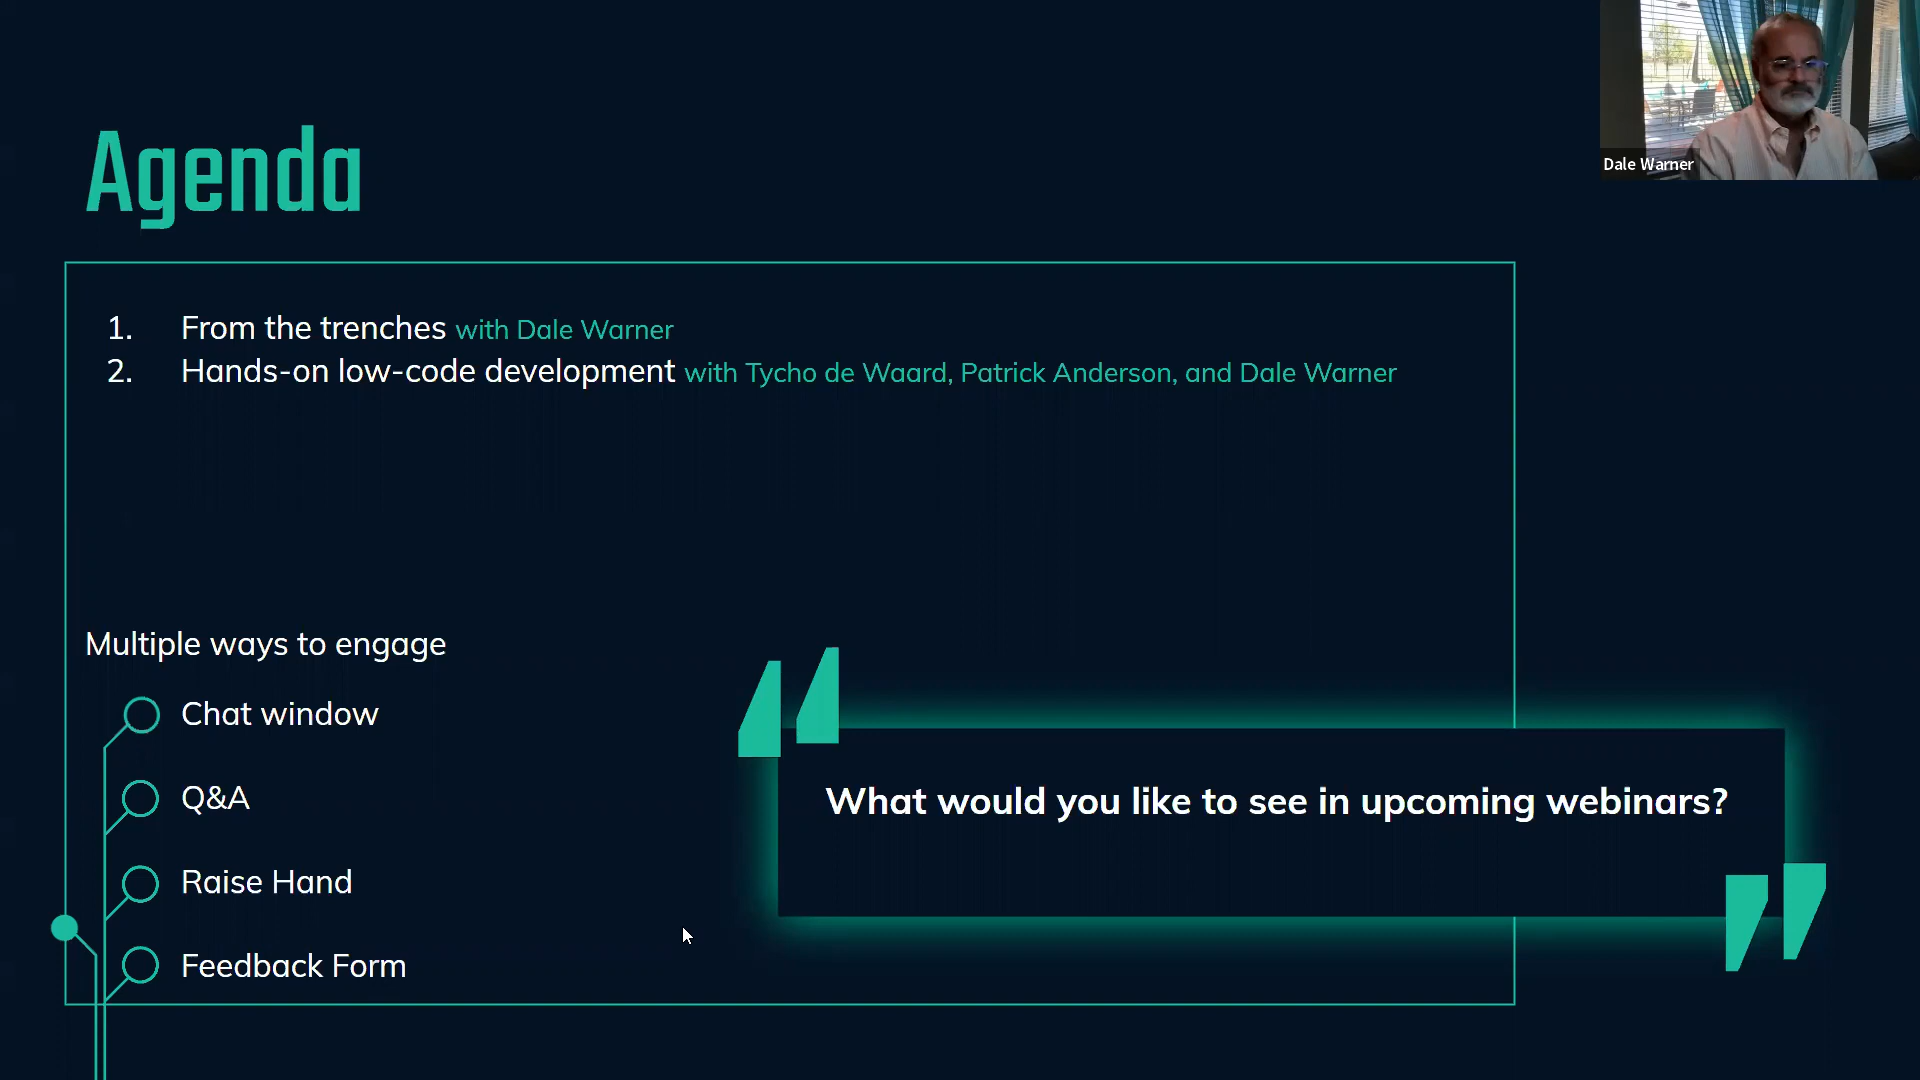 Agenda
Dale Warner
1. From the trenches with Dale Warner
2. Hands-on low-code development with Tycho de Waard, Patrick Anderson, and Dale Warner
Multiple ways to engage
Chat window
Q&A
Raise Hand
Feedback Form
“
What would you like to see in upcoming webinars?
”